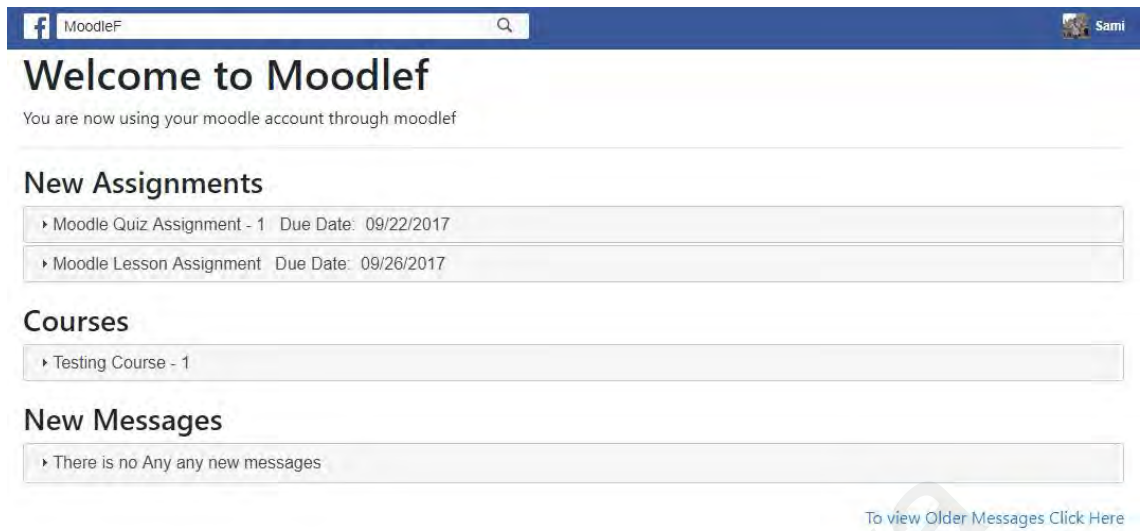 MoodleF
Sami
Welcome to Moodlef
You are now using your moodle account through moodlef
New Assignments
Moodle Quiz Assignment - 1 Due Date: 09/22/2017
Moodle Lesson Assignment Due Date: 09/26/2017
Courses
Testing Course - 1
New Messages
There is no Any any new messages
To view Older Messages Click Here